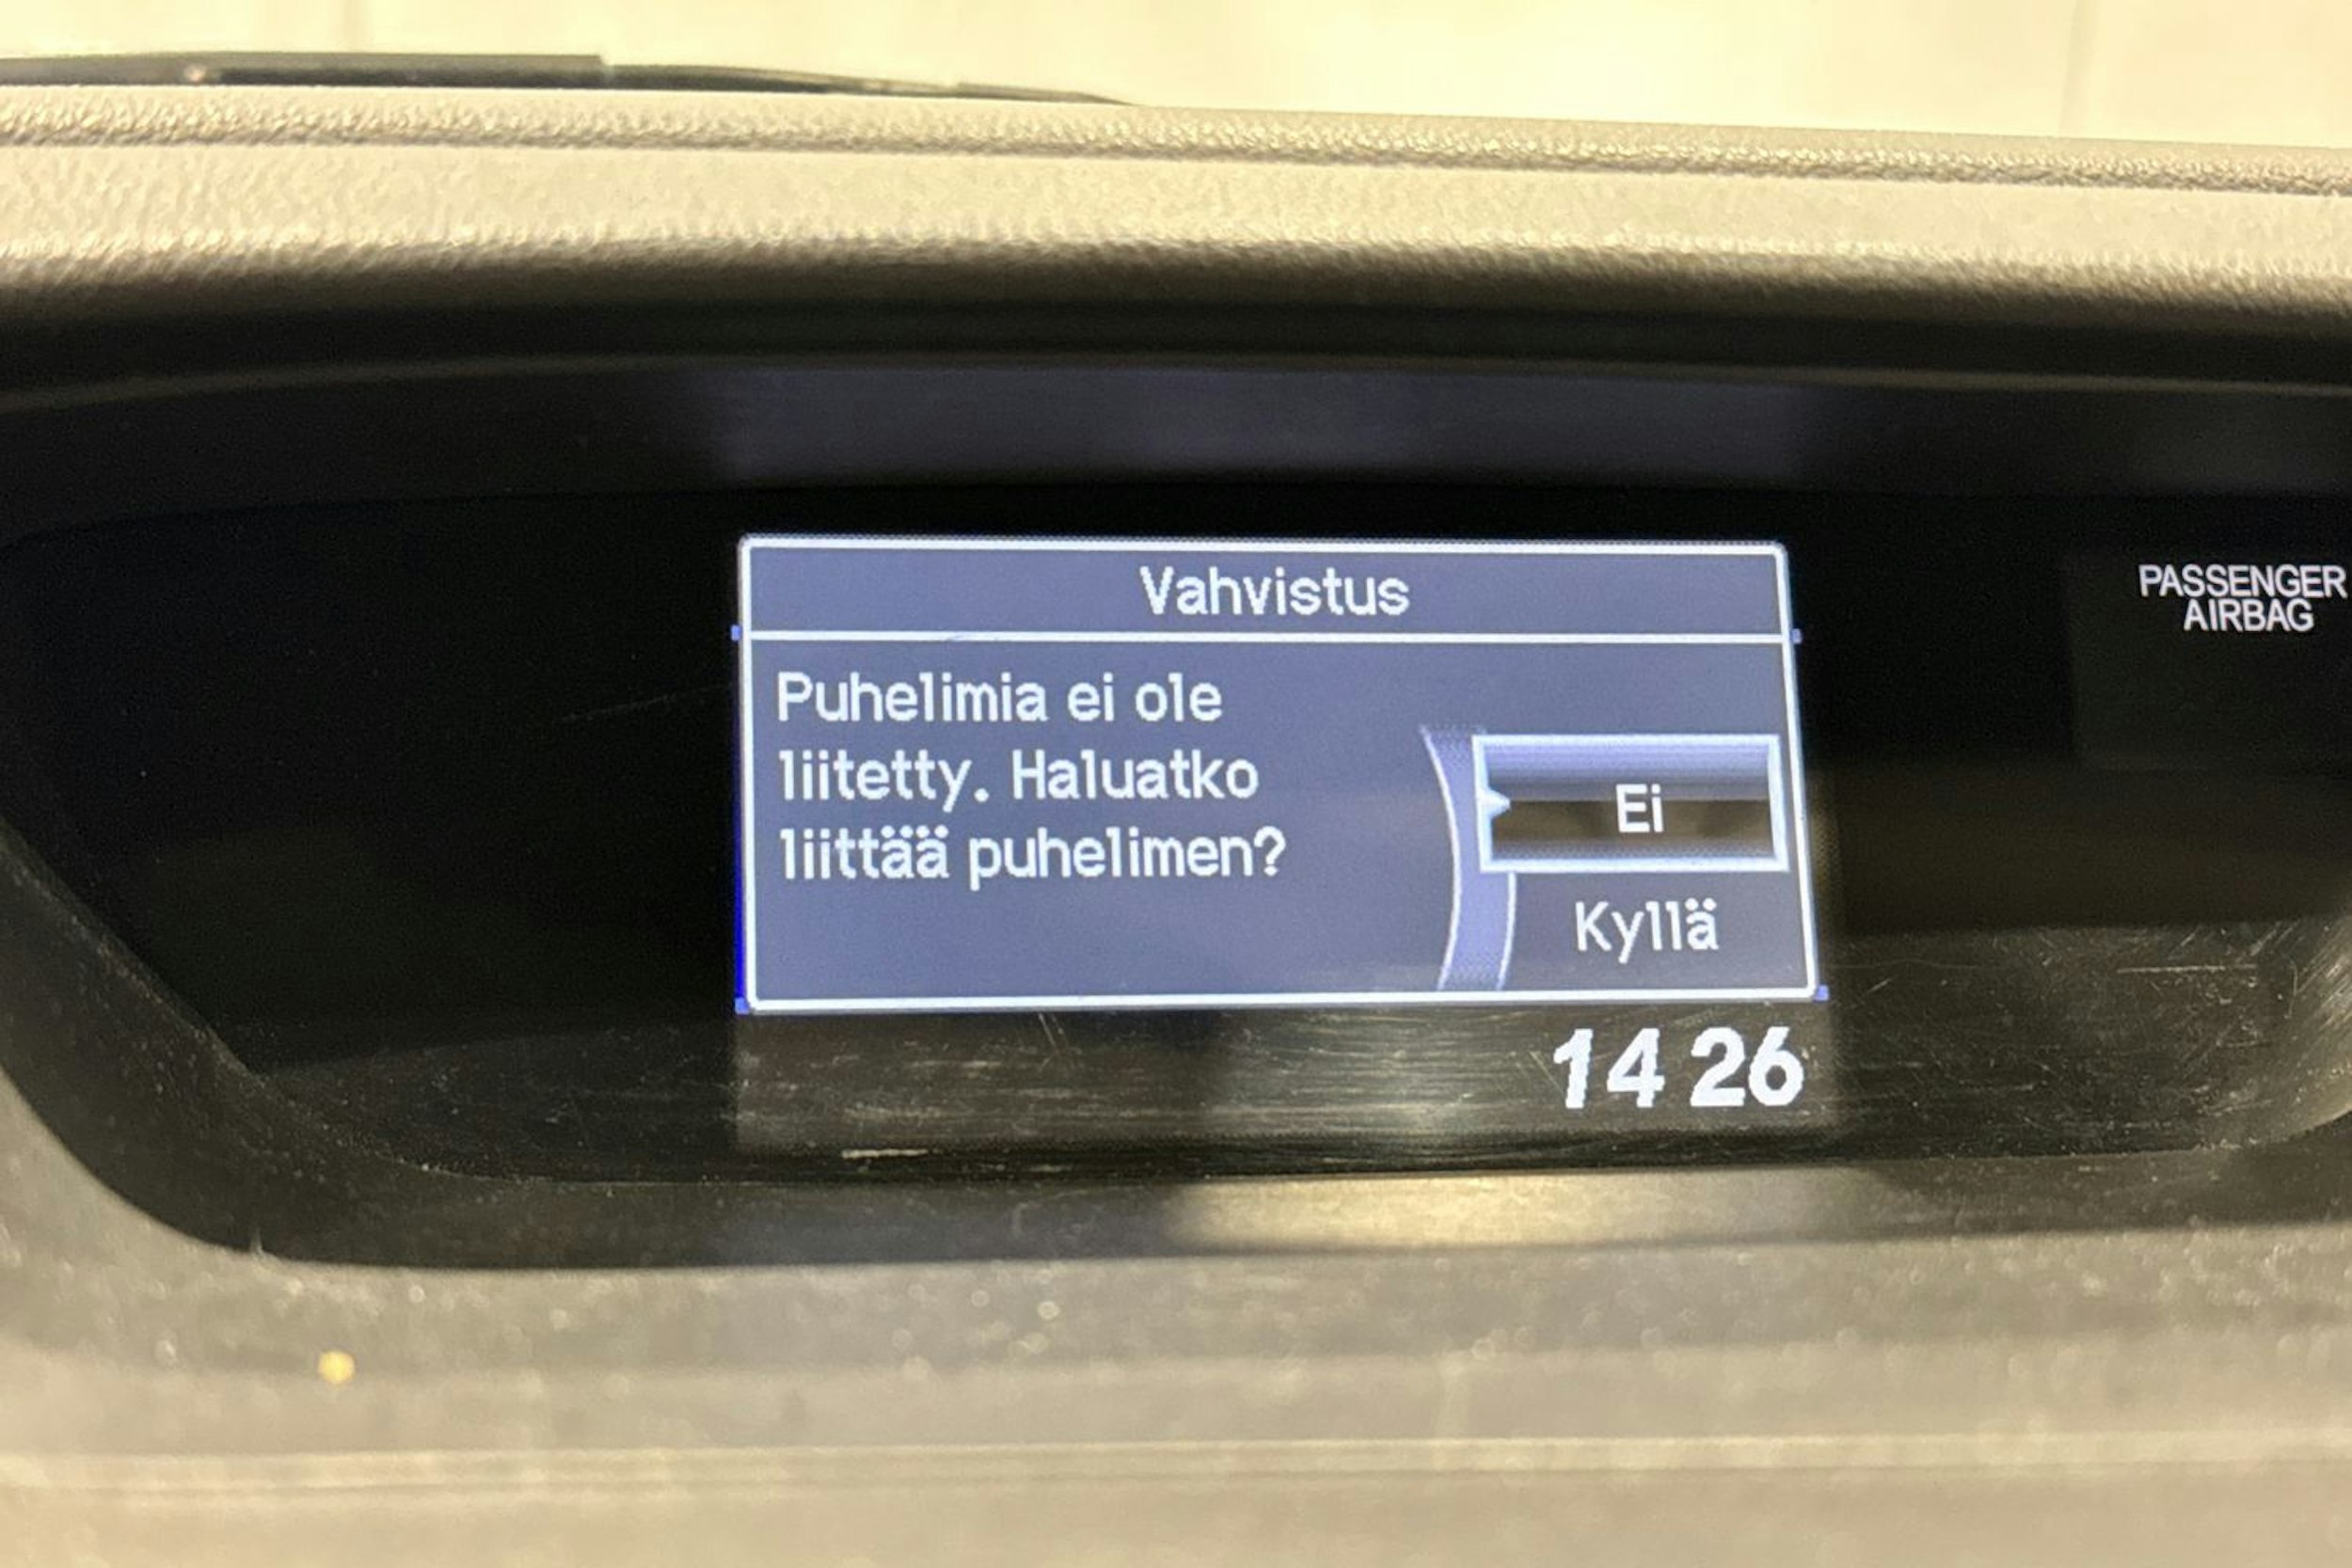 Vahvistus
Puhelimia ei ole
liitetty. Haluatko
liittää puhelimen?
Ei
Kyllä
14 26
PASSENGER
AIRBAG